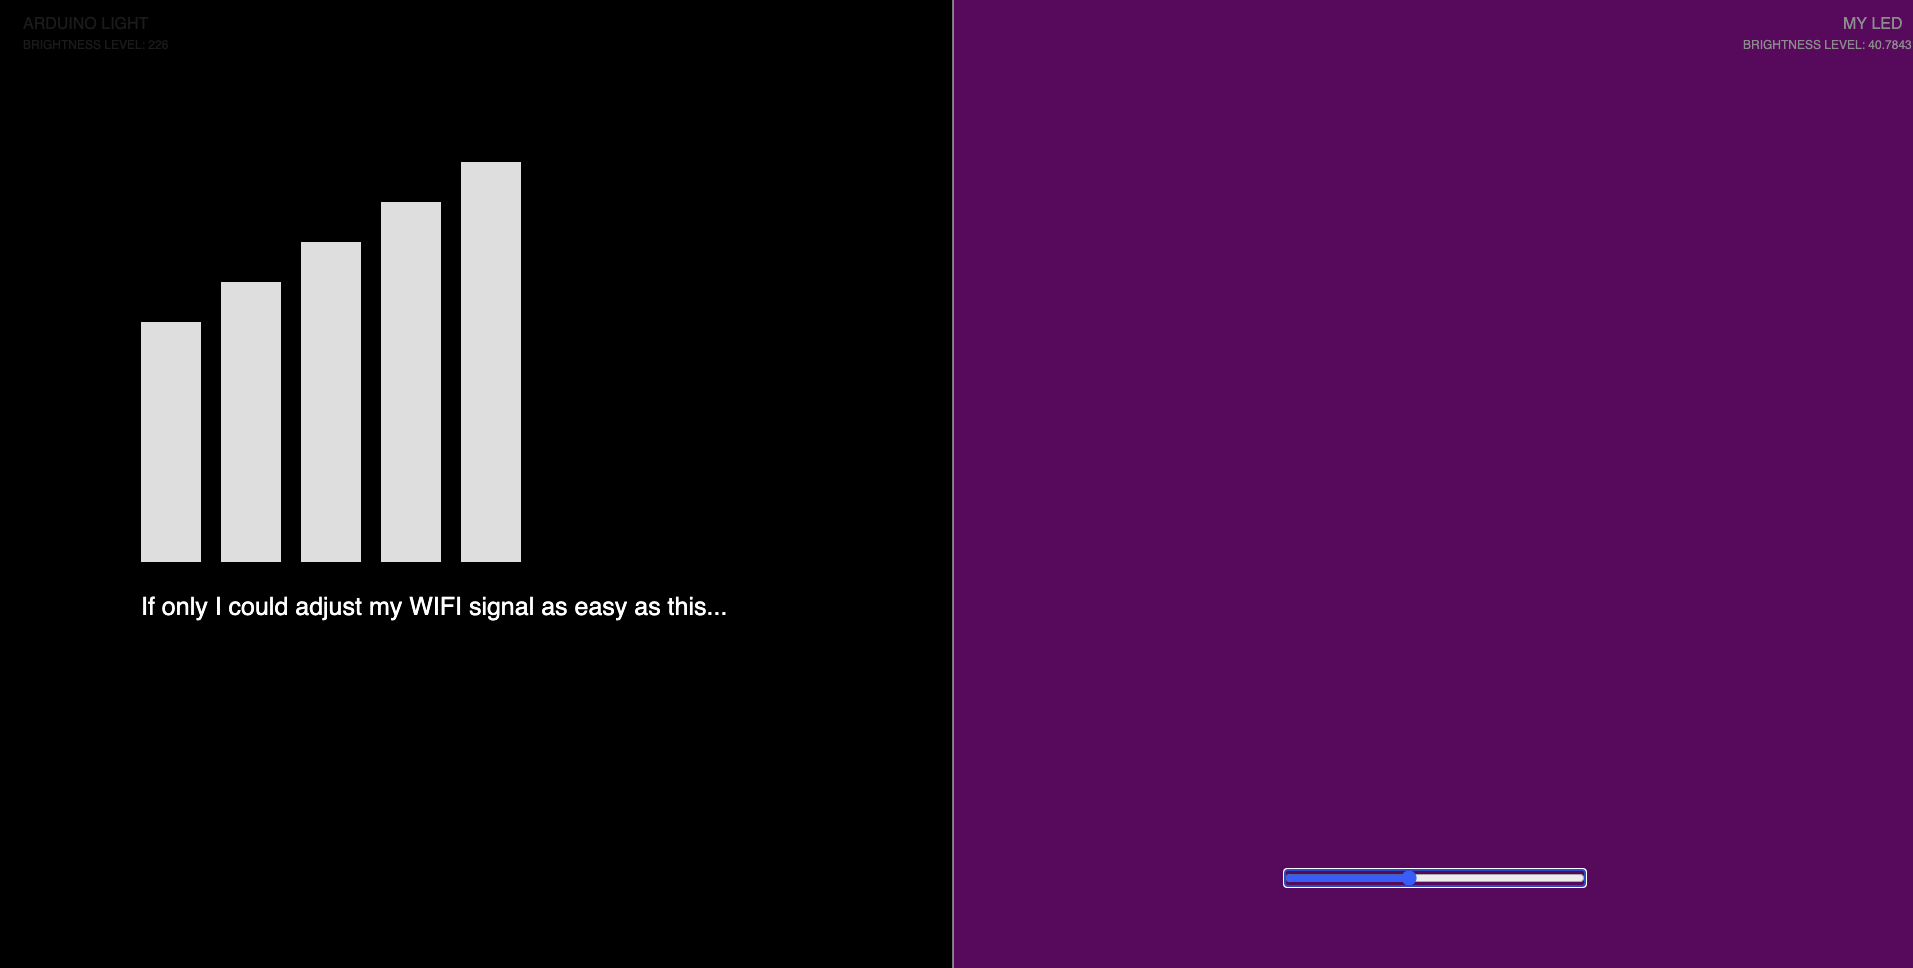 ARDUINO LIGHT
BRIGHTNESS LEVEL: 226
MY LED
BRIGHTNESS LEVEL: 40.7843
If only I could adjust my WIFI signal as easy as this...